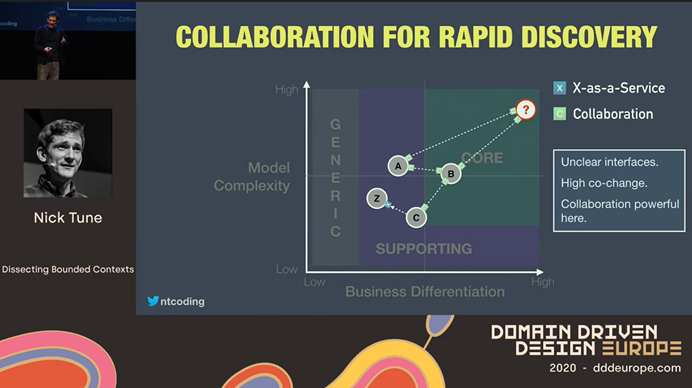 COLLABORATION FOR RAPID DISCOVERY
ntcoding
Business Differen
Nick Tune
Dissecting Bounded Contexts
High
Model
Complexity
Low
GENERIC
CORE
SUPPORTING
?
A
B
Z
C
Low
High
Business Differentiation
X X-as-a-Service
C Collaboration
Unclear interfaces.
High co-change.
Collaboration powerful
here.
ntcoding
DOMAIN DRIVEN
DESIGN EUROPE
2020 - dddeurope.com